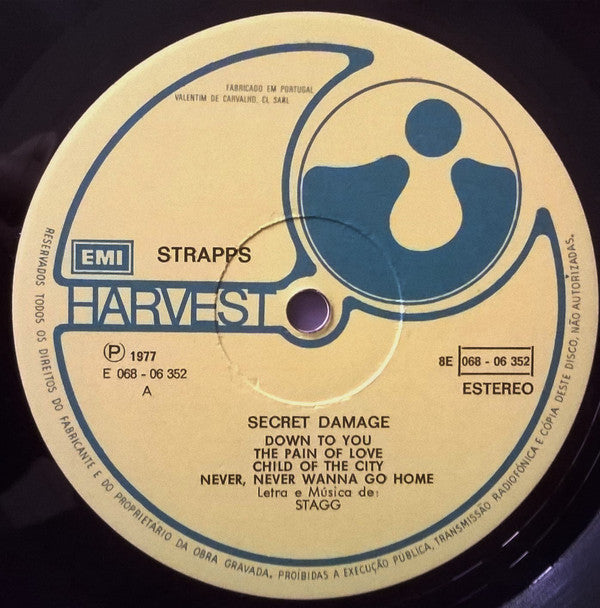 FABRICADO EM PORTUGAL
VALENTIM DE CARVALHO, CI, SARL
EMI
STRAPPS
HARVEST
Ⓟ 1977
E 068 - 06 352
A
8E 068 - 06 352
ESTEREO
SECRET DAMAGE
DOWN TO YOU
THE PAIN OF LOVE
CHILD OF THE CITY
NEVER, NEVER WANNA GO HOME
Letra e Música de:
STAGG
RESERVADOS TODOS OS DIREITOS DO FABRICANTE E DO PROPRIETARIO DA OBRA GRAVADA, PROIBIDAS A EXECUÇÃO PÚBLICA, TRANSMISSÃO RADIOFÓNICA E CÓPIA DESTE DISCO, NÃO AUTORIZADAS.